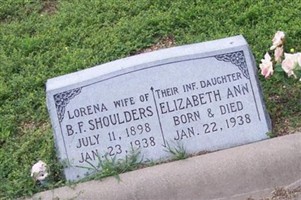 LORENA WIFE OF
B.F. SHOULDERS
JULY 11, 1898
JAN. 23, 1938
THEIR INF. DAUGHTER
ELIZABETH ANN
BORN & DIED
JAN. 22, 1938